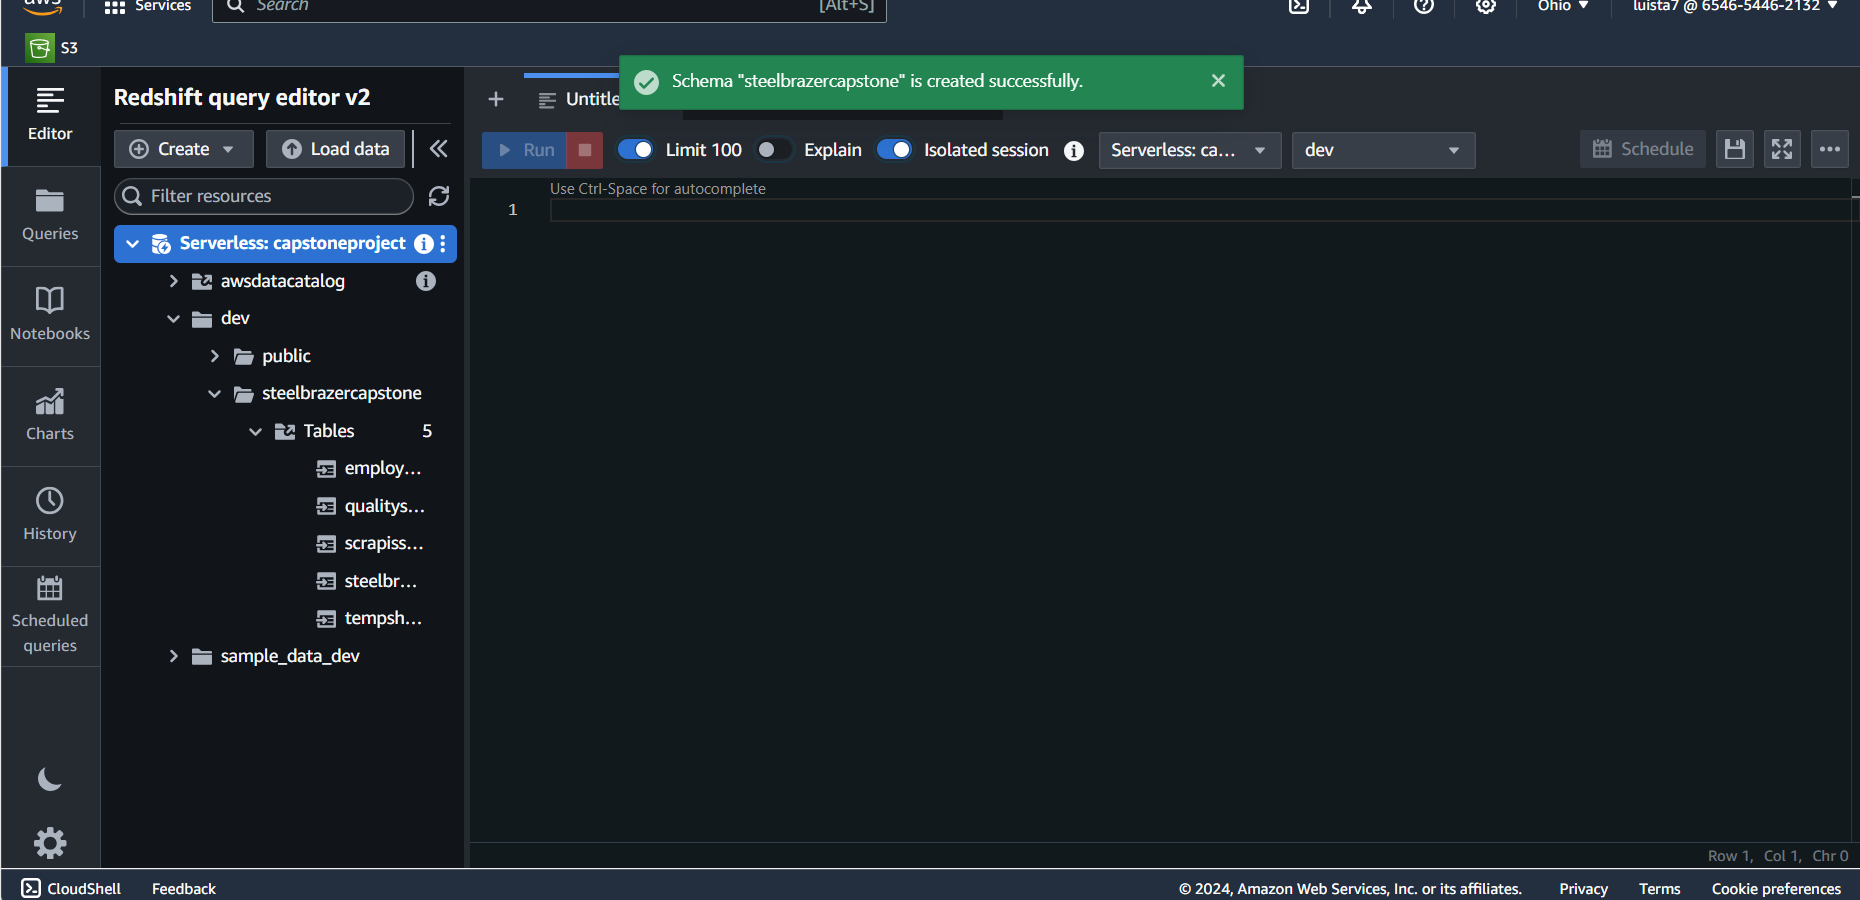 aws
Services
Search
[Alt+S]
Ohio
luista7 @ 6546-5446-2132
S3
Schema "steelbrazercapstone" is created successfully.
Editor
Queries
Notebooks
Charts
History
Scheduled
queries
Redshift query editor v2
Create
Load data
Filter resources
Serverless: capstoneproject
awsdatacatalog
dev
public
steelbrazercapstone
Tables 5
employ...
qualitys...
scrapiss...
steelbr...
tempsh...
sample_data_dev
Untitle
Run
Limit 100
Explain
Isolated session
Serverless: ca...
dev
Schedule
Use Ctrl-Space for autocomplete
1
Row 1, Col 1, Chr 0
CloudShell
Feedback
© 2024, Amazon Web Services, Inc. or its affiliates.
Privacy
Terms
Cookie preferences